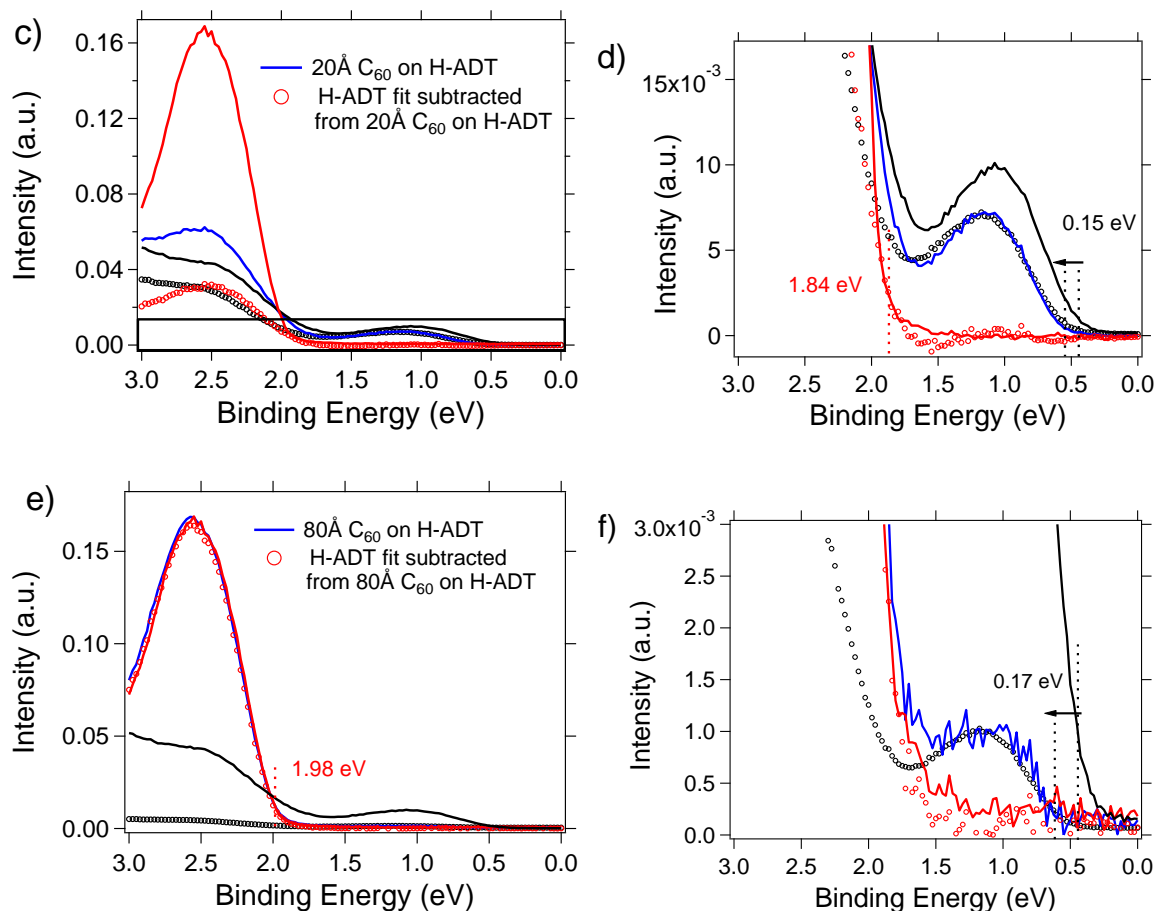 c)
Intensity (a.u.)
0.16
0.12
0.08
0.04
0.00
20Å C60 on H-ADT
H-ADT fit subtracted
from 20Å C60 on H-ADT
3.0 2.5 2.0 1.5 1.0 0.5 0.0
Binding Energy (eV)
d)
Intensity (a.u.)
15x10-3
10
5
0
0.15 eV
1.84 eV
3.0 2.5 2.0 1.5 1.0 0.5 0.0
Binding Energy (eV)
e)
Intensity (a.u.)
0.15
0.10
0.05
0.00
80Å C60 on H-ADT
H-ADT fit subtracted
from 80Å C60 on H-ADT
1.98 eV
3.0 2.5 2.0 1.5 1.0 0.5 0.0
Binding Energy (eV)
f)
Intensity (a.u.)
3.0x10-3
2.5
2.0
1.5
1.0
0.5
0.0
0.17 eV
3.0 2.5 2.0 1.5 1.0 0.5 0.0
Binding Energy (eV)